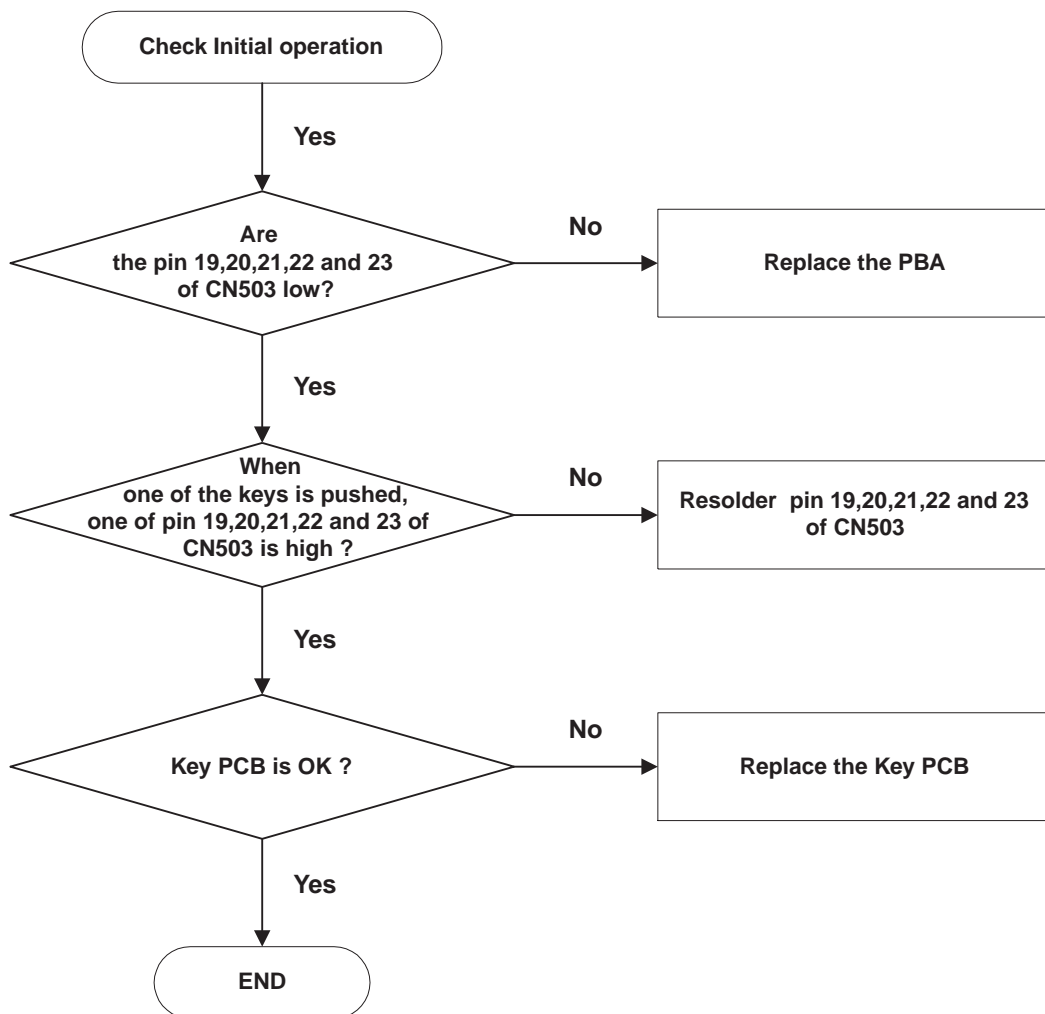 Check Initial operation
Yes
Are
the pin 19,20,21,22 and 23
of CN503 low?
No
Replace the PBA
Yes
When
one of the keys is pushed,
one of pin 19,20,21,22 and 23 of
CN503 is high ?
No
Resolder  pin 19,20,21,22 and 23
of CN503
Yes
Key PCB is OK ?
No
Replace the Key PCB
Yes
END